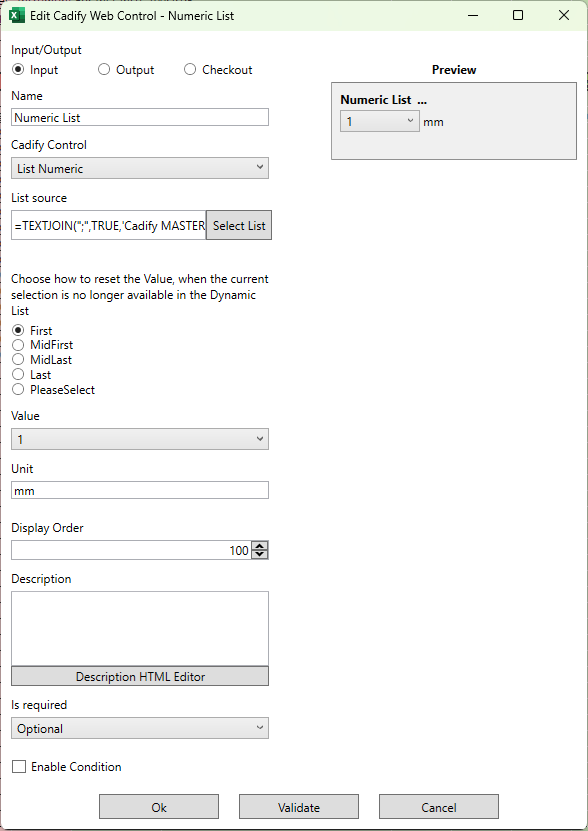 Edit Cadify Web Control - Numeric List
Input/Output
Input Output Checkout
Name
Numeric List
Cadify Control
List Numeric
List source
=TEXTJOIN(";",TRUE,'Cadify MASTER Select List
Choose how to reset the Value, when the current
selection is no longer available in the Dynamic
List
First
MidFirst
MidLast
Last
PleaseSelect
Value
1
Unit
mm
Display Order
100
Description
Description HTML Editor
Is required
Optional
Enable Condition
Preview
Numeric List ...
1 mm
Ok Validate Cancel